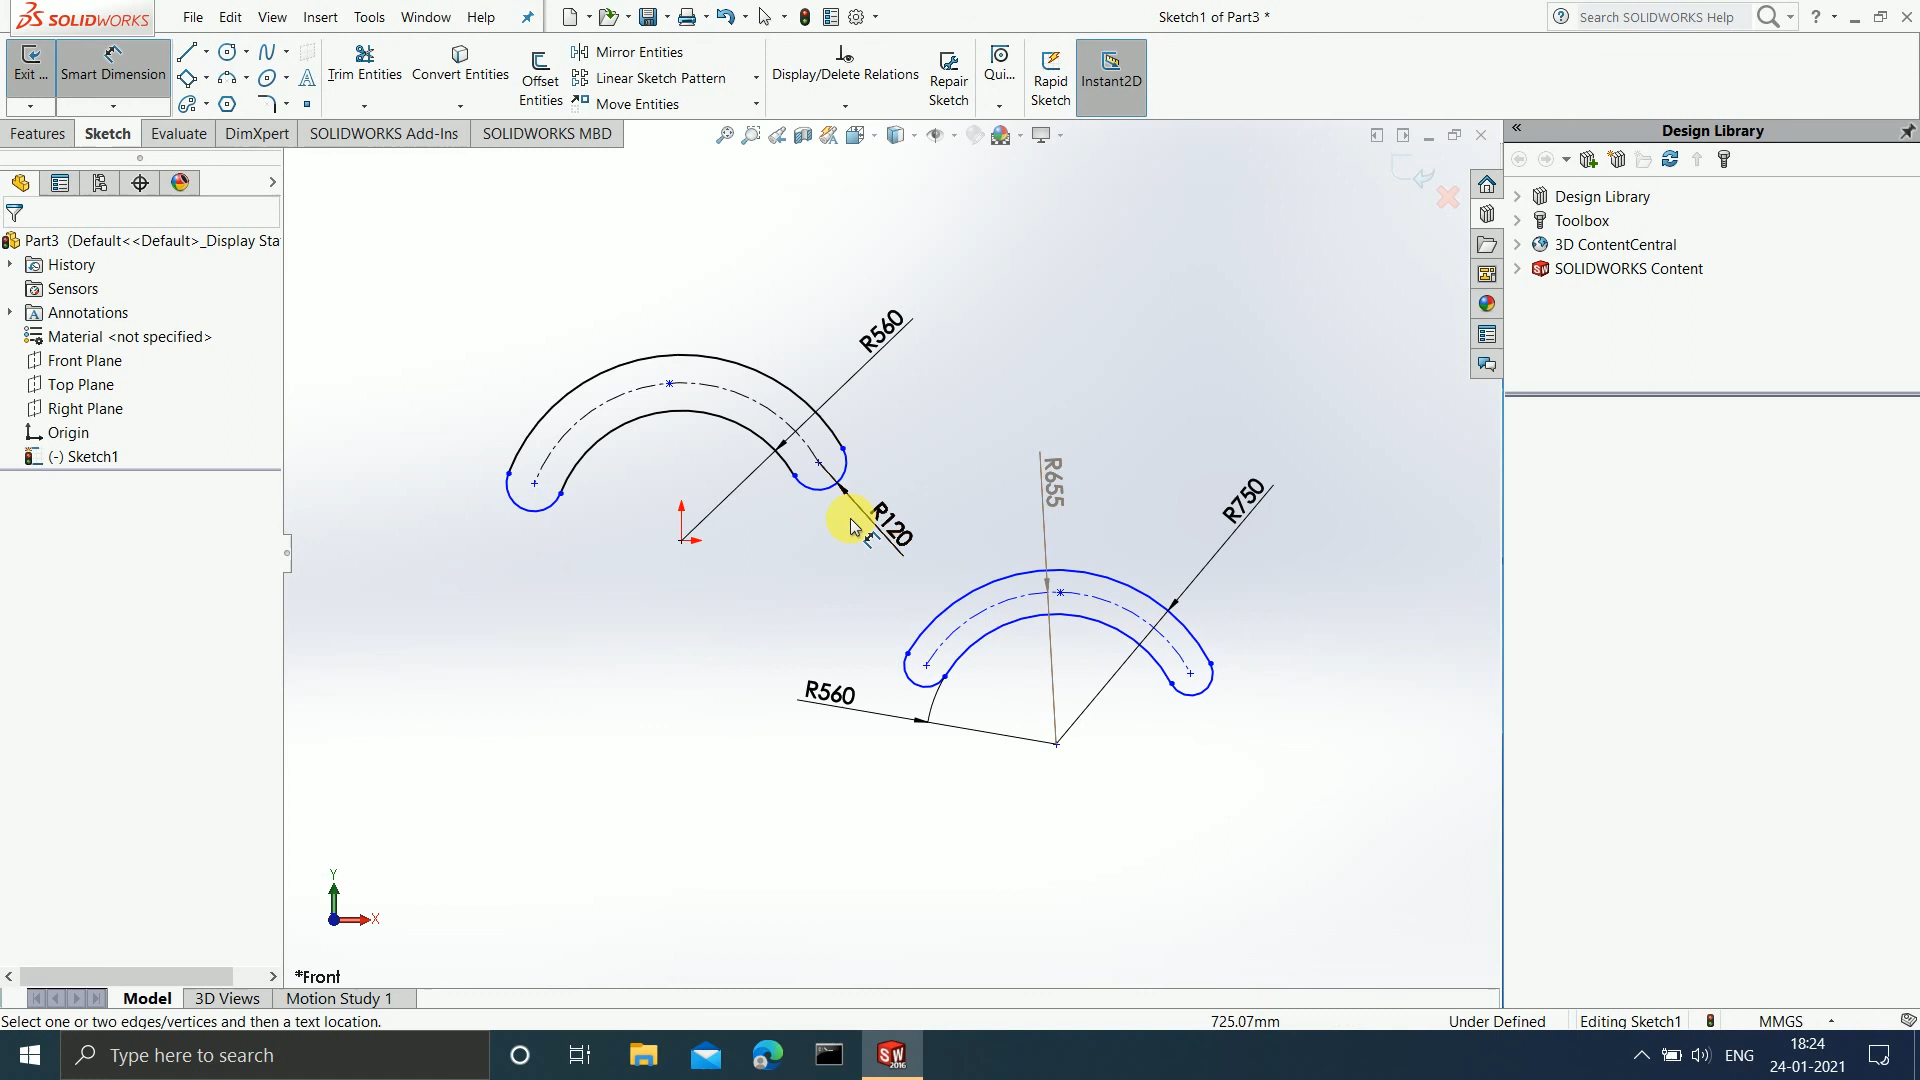 SOLIDWORKS File Edit View Insert Tools Window Help Sketch1 of Part3 * Search SOLIDWORKS Help ?
Exit ... Smart Dimension Trim Entities Convert Entities Offset Entities Mirror Entities Linear Sketch Pattern Move Entities Display/Delete Relations Repair Sketch Qui... Rapid Sketch Instant2D
Features Sketch Evaluate DimXpert SOLIDWORKS Add-Ins SOLIDWORKS MBD
Design Library
Design Library
Toolbox
3D ContentCentral
SOLIDWORKS Content
Part3 (Default<<Default>_Display Sta
History
Sensors
Annotations
Material <not specified>
Front Plane
Top Plane
Right Plane
Origin
(-) Sketch1
R560
R120
R655
R750
R560
Y
X
*Front
Model 3D Views Motion Study 1
Select one or two edges/vertices and then a text location. 725.07mm Under Defined Editing Sketch1 MMGS
Type here to search
SW
2016
ENG
18:24
24-01-2021